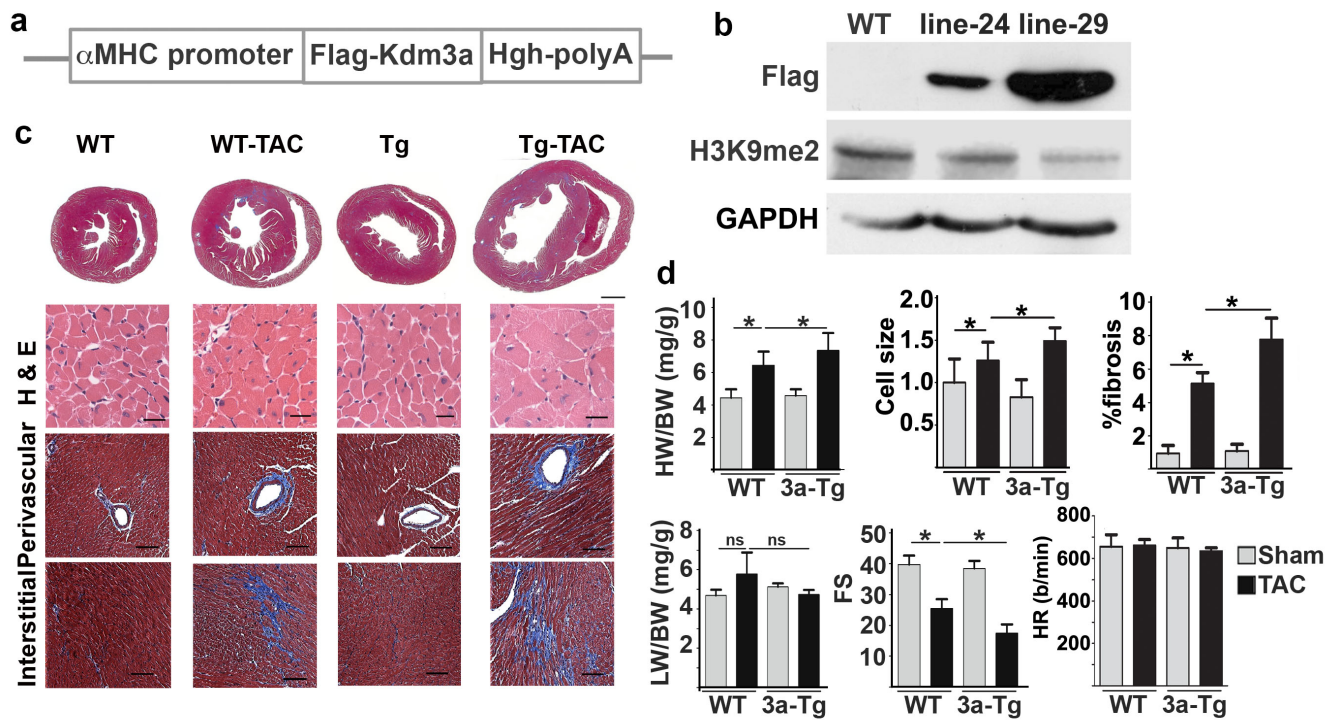 a
αMHC promoter Flag-Kdm3a Hgh-polyA
b
WT line-24 line-29
Flag
H3K9me2
GAPDH
c
WT WT-TAC Tg Tg-TAC
H & E
Perivascular
Interstitial
d
HW/BW (mg/g)
8
6
4
2
* *
WT 3a-Tg
Cell size
2.0
1.5
1.0
0.5
* *
WT 3a-Tg
%fibrosis
10
8
6
4
2
* *
WT 3a-Tg
LW/BW (mg/g)
8
6
4
2
ns ns
WT 3a-Tg
FS
50
40
30
20
10
* *
WT 3a-Tg
HR (b/min)
800
600
400
200
WT 3a-Tg
Sham
TAC